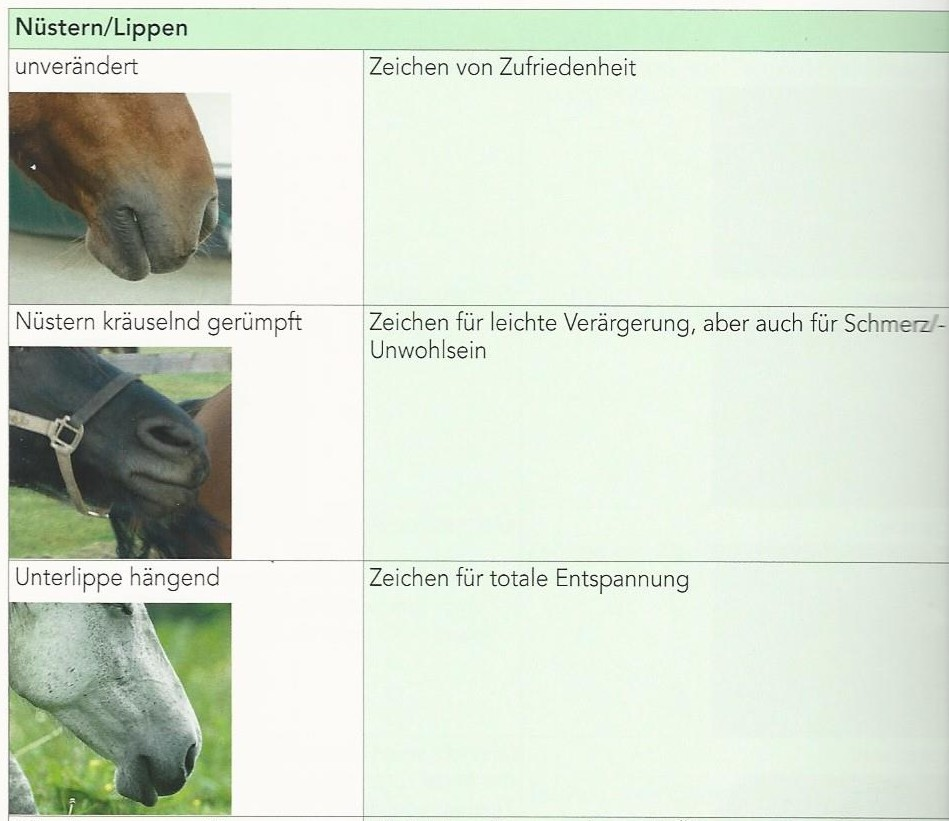 Nüstern/Lippen
unverändert
Zeichen von Zufriedenheit
Nüstern kräuselnd gerümpft
Zeichen für leichte Verärgerung, aber auch für Schmerz/-
Unwohlsein
Unterlippe hängend
Zeichen für totale Entspannung